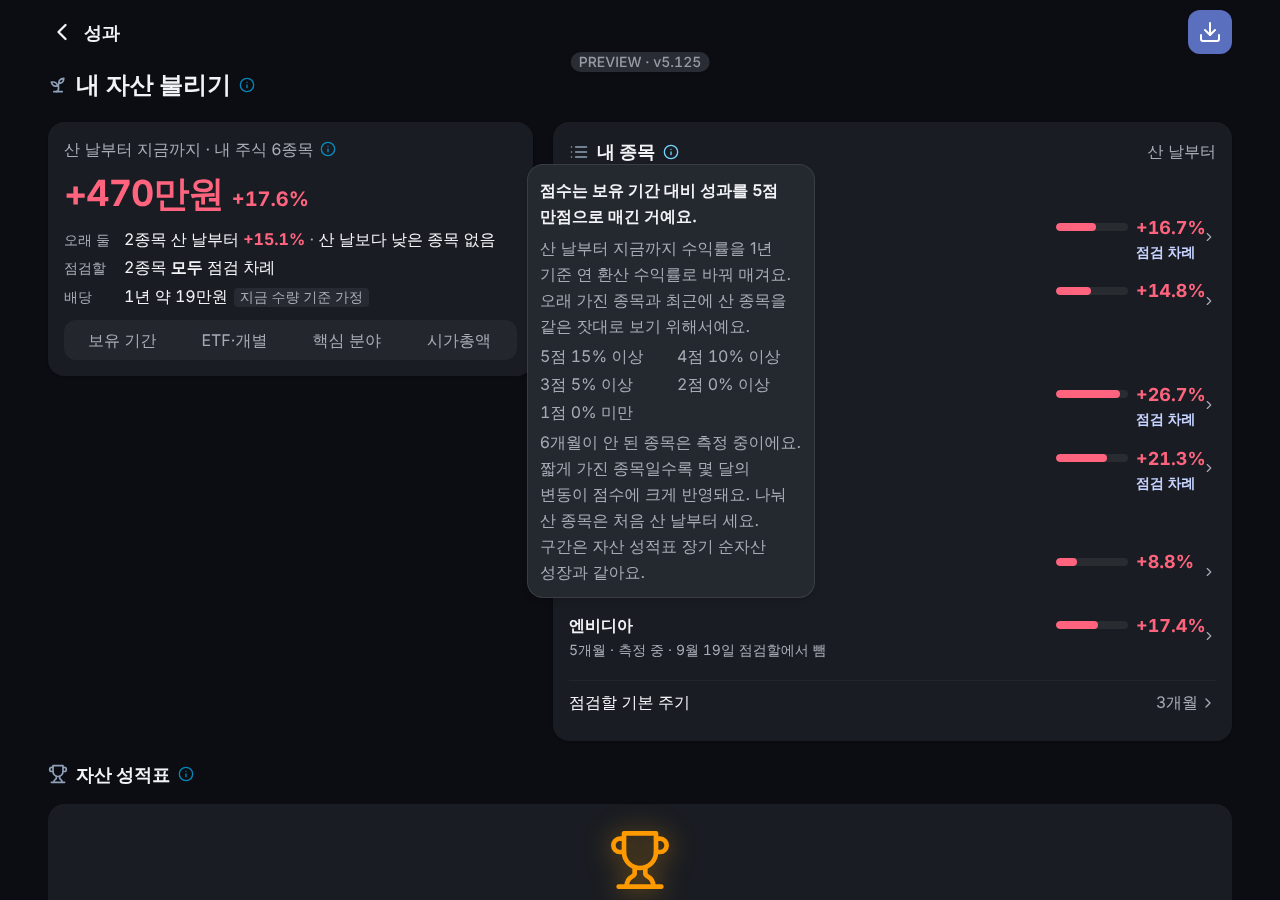 성과
PREVIEW · v5.125
내 자산 불리기
산 날부터 지금까지 · 내 주식 6종목
+470만원 +17.6%
오래 둘 2종목 산 날부터 +15.1% · 산 날보다 낮은 종목 없음
점검할 2종목 모두 점검 차례
배당 1년 약 19만원 지금 수량 기준 가정
보유 기간 ETF·개별 핵심 분야 시가총액
내 종목 산 날부터
점수는 보유 기간 대비 성과를 5점
만점으로 매긴 거예요.
산 날부터 지금까지 수익률을 1년
기준 연 환산 수익률로 바꿔 매겨요.
오래 가진 종목과 최근에 산 종목을
같은 잣대로 보기 위해서예요.
5점 15% 이상 4점 10% 이상
3점 5% 이상 2점 0% 이상
1점 0% 미만
6개월이 안 된 종목은 측정 중이에요.
짧게 가진 종목일수록 몇 달의
변동이 점수에 크게 반영돼요. 나눠
산 종목은 처음 산 날부터 세요.
구간은 자산 성적표 장기 순자산
성장과 같아요.
+16.7%
점검 차례
+14.8%
+26.7%
점검 차례
+21.3%
점검 차례
+8.8%
엔비디아 +17.4%
5개월 · 측정 중 · 9월 19일 점검할에서 뺌
점검할 기본 주기 3개월
자산 성적표